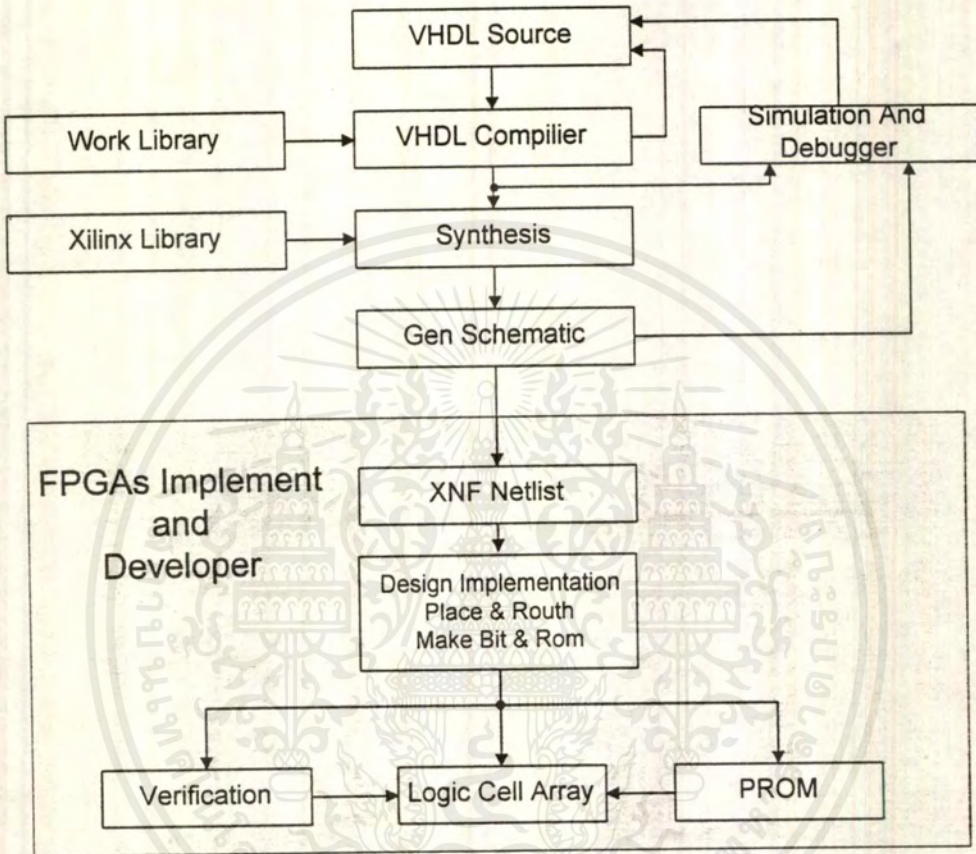 VHDL Source
Work Library
VHDL Compilier
Simulation And
Debugger
Xilinx Library
Synthesis
Gen Schematic
FPGAs Implement
and
Developer
XNF Netlist
Design Implementation
Place & Routh
Make Bit & Rom
Verification
Logic Cell Array
PROM